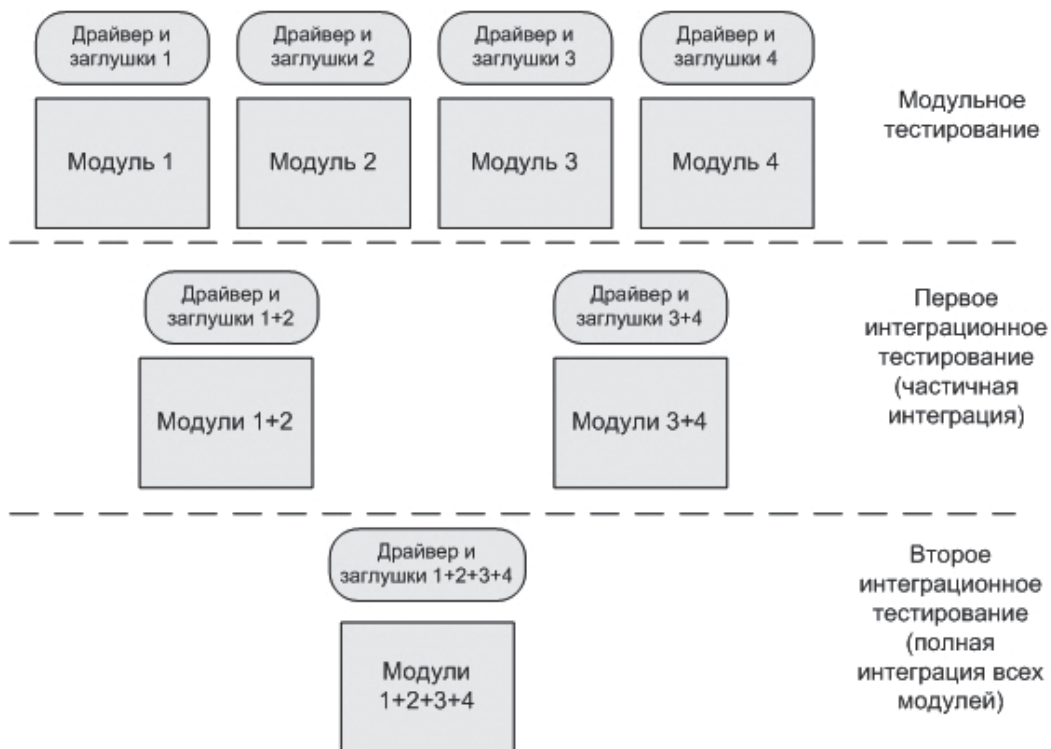 Драйвер и
заглушки 1
Драйвер и
заглушки 2
Драйвер и
заглушки 3
Драйвер и
заглушки 4
Модуль 1
Модуль 2
Модуль 3
Модуль 4
Модульное
тестирование
Драйвер и
заглушки 1+2
Драйвер и
заглушки 3+4
Модули 1+2
Модули 3+4
Первое
интеграционное
тестирование
(частичная
интеграция)
Драйвер и
заглушки 1+2+3+4
Модули
1+2+3+4
Второе
интеграционное
тестирование
(полная
интеграция всех
модулей)